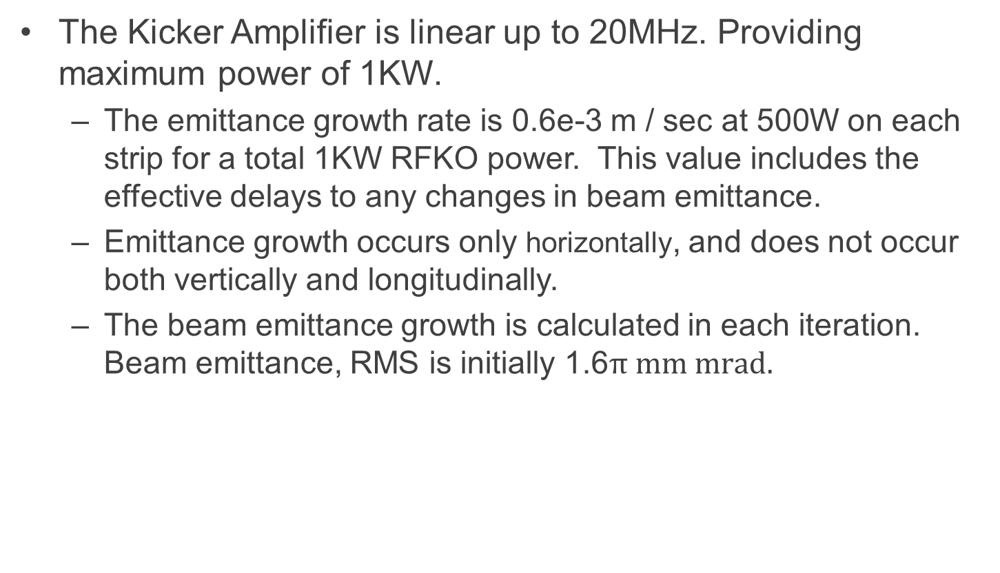 • The Kicker Amplifier is linear up to 20MHz. Providing
maximum power of 1KW.
– The emittance growth rate is 0.6e-3 m / sec at 500W on each
strip for a total 1KW RFKO power.  This value includes the
effective delays to any changes in beam emittance.
– Emittance growth occurs only horizontally, and does not occur
both vertically and longitudinally.
– The beam emittance growth is calculated in each iteration.
Beam emittance, RMS is initially 1.6π mm mrad.